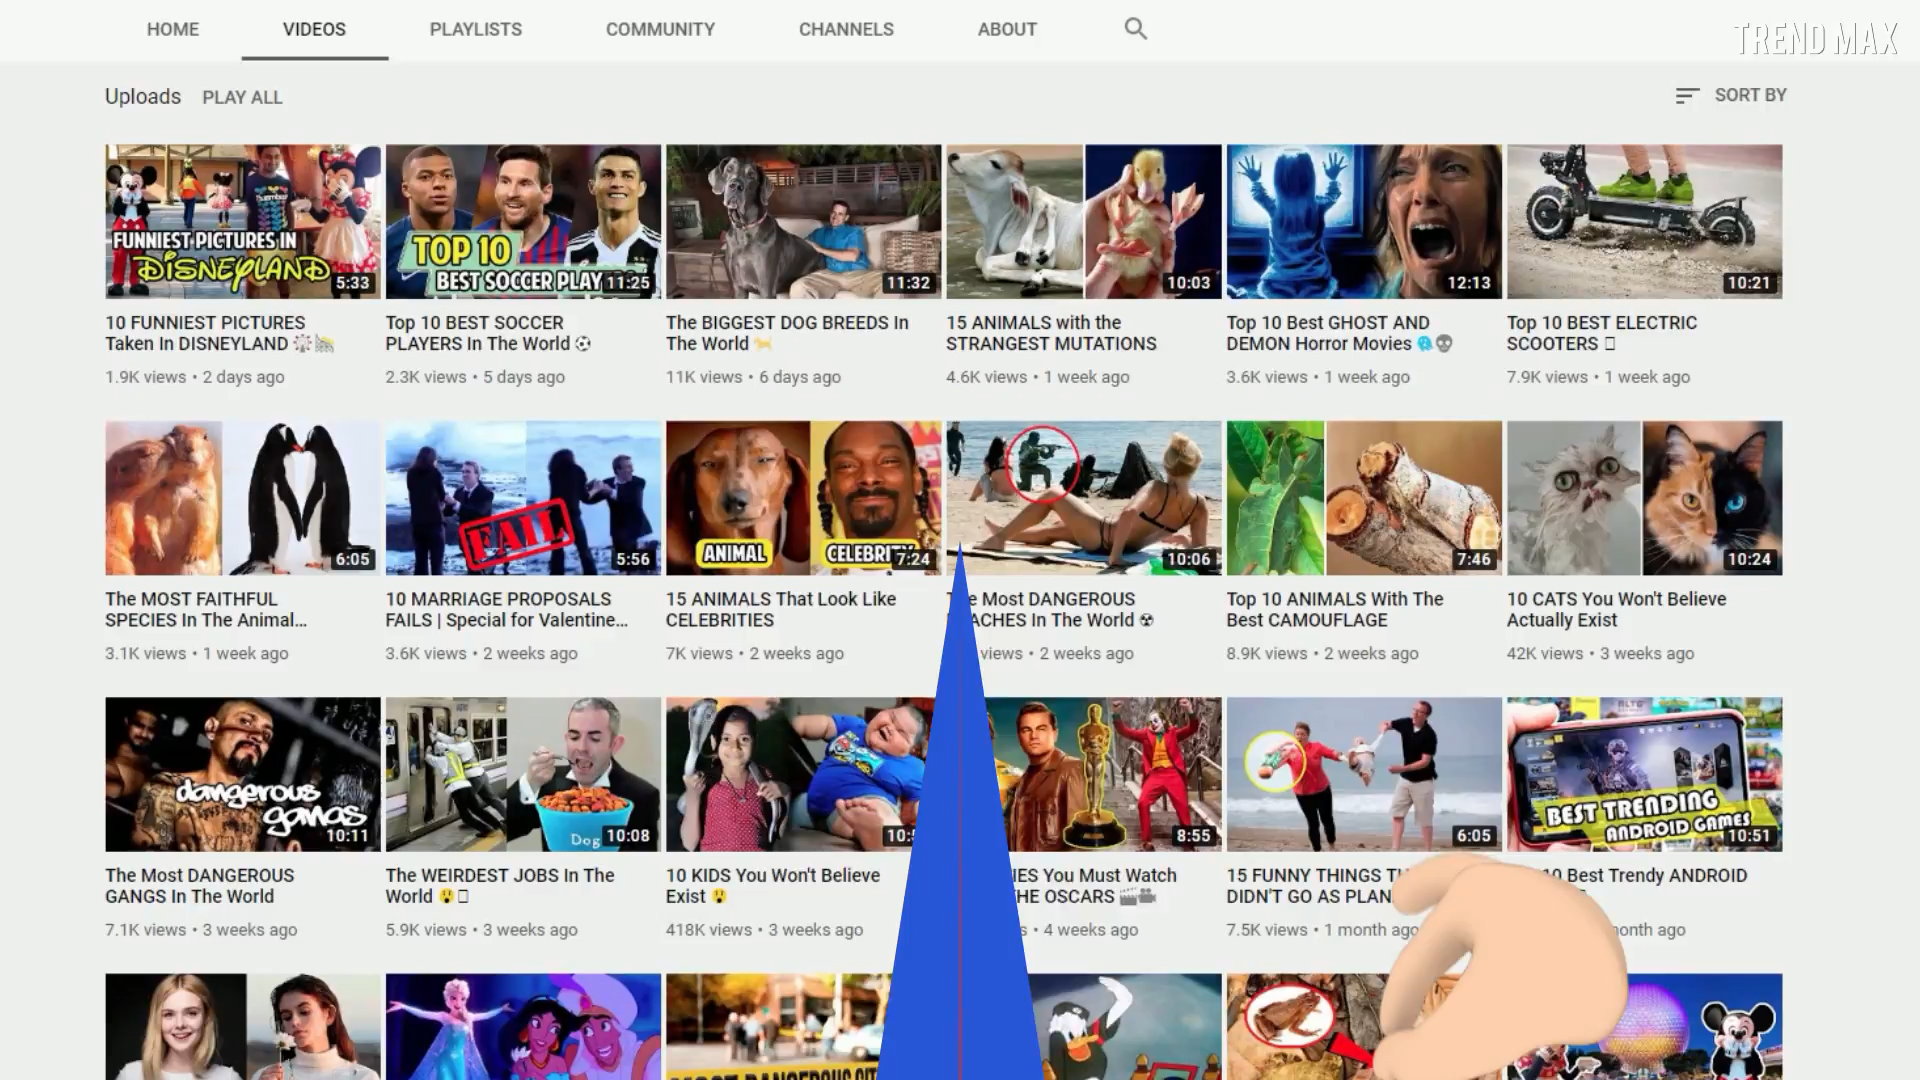 HOME VIDEOS PLAYLISTS COMMUNITY CHANNELS ABOUT
TREND MAX
Uploads PLAY ALL
SORT BY
FUNNIEST PICTURES IN
DISNEYLAND
5:33
TOP 10
BEST SOCCER PLAY
11:25
11:32
10:03
12:13
10:21
10 FUNNIEST PICTURES
Taken In DISNEYLAND 🎡🎢
1.9K views • 2 days ago
Top 10 BEST SOCCER
PLAYERS In The World ⚽
2.3K views • 5 days ago
The BIGGEST DOG BREEDS In
The World 🐕
11K views • 6 days ago
15 ANIMALS with the
STRANGEST MUTATIONS
4.6K views • 1 week ago
Top 10 Best GHOST AND
DEMON Horror Movies
3.6K views • 1 week ago
Top 10 BEST ELECTRIC
SCOOTERS
7.9K views • 1 week ago
6:05
FAIL
5:56
ANIMAL
7:24
10:06
7:46
10:24
The MOST FAITHFUL
SPECIES In The Animal...
3.1K views • 1 week ago
10 MARRIAGE PROPOSALS
FAILS | Special for Valentine...
3.6K views • 2 weeks ago
15 ANIMALS That Look Like
CELEBRITIES
7K views • 2 weeks ago
Most DANGEROUS
In The World ☢
views • 2 weeks ago
Top 10 ANIMALS With The
Best CAMOUFLAGE
8.9K views • 2 weeks ago
10 CATS You Won't Believe
Actually Exist
42K views • 3 weeks ago
dangerous
gangs
10:11
Dog
10:08
8:55
6:05
BEST TRENDING
ANDROID GAMES
10:51
The Most DANGEROUS
GANGS In The World
7.1K views • 3 weeks ago
The WEIRDEST JOBS In The
World 😲
5.9K views • 3 weeks ago
10 KIDS You Won't Believe
Exist 😲
418K views • 3 weeks ago
You Must Watch
THE OSCARS 🎬🎥
• 4 weeks ago
15 FUNNY THINGS
DIDN'T GO AS
7.5K views • 1 month ago
Best Trendy ANDROID
month ago